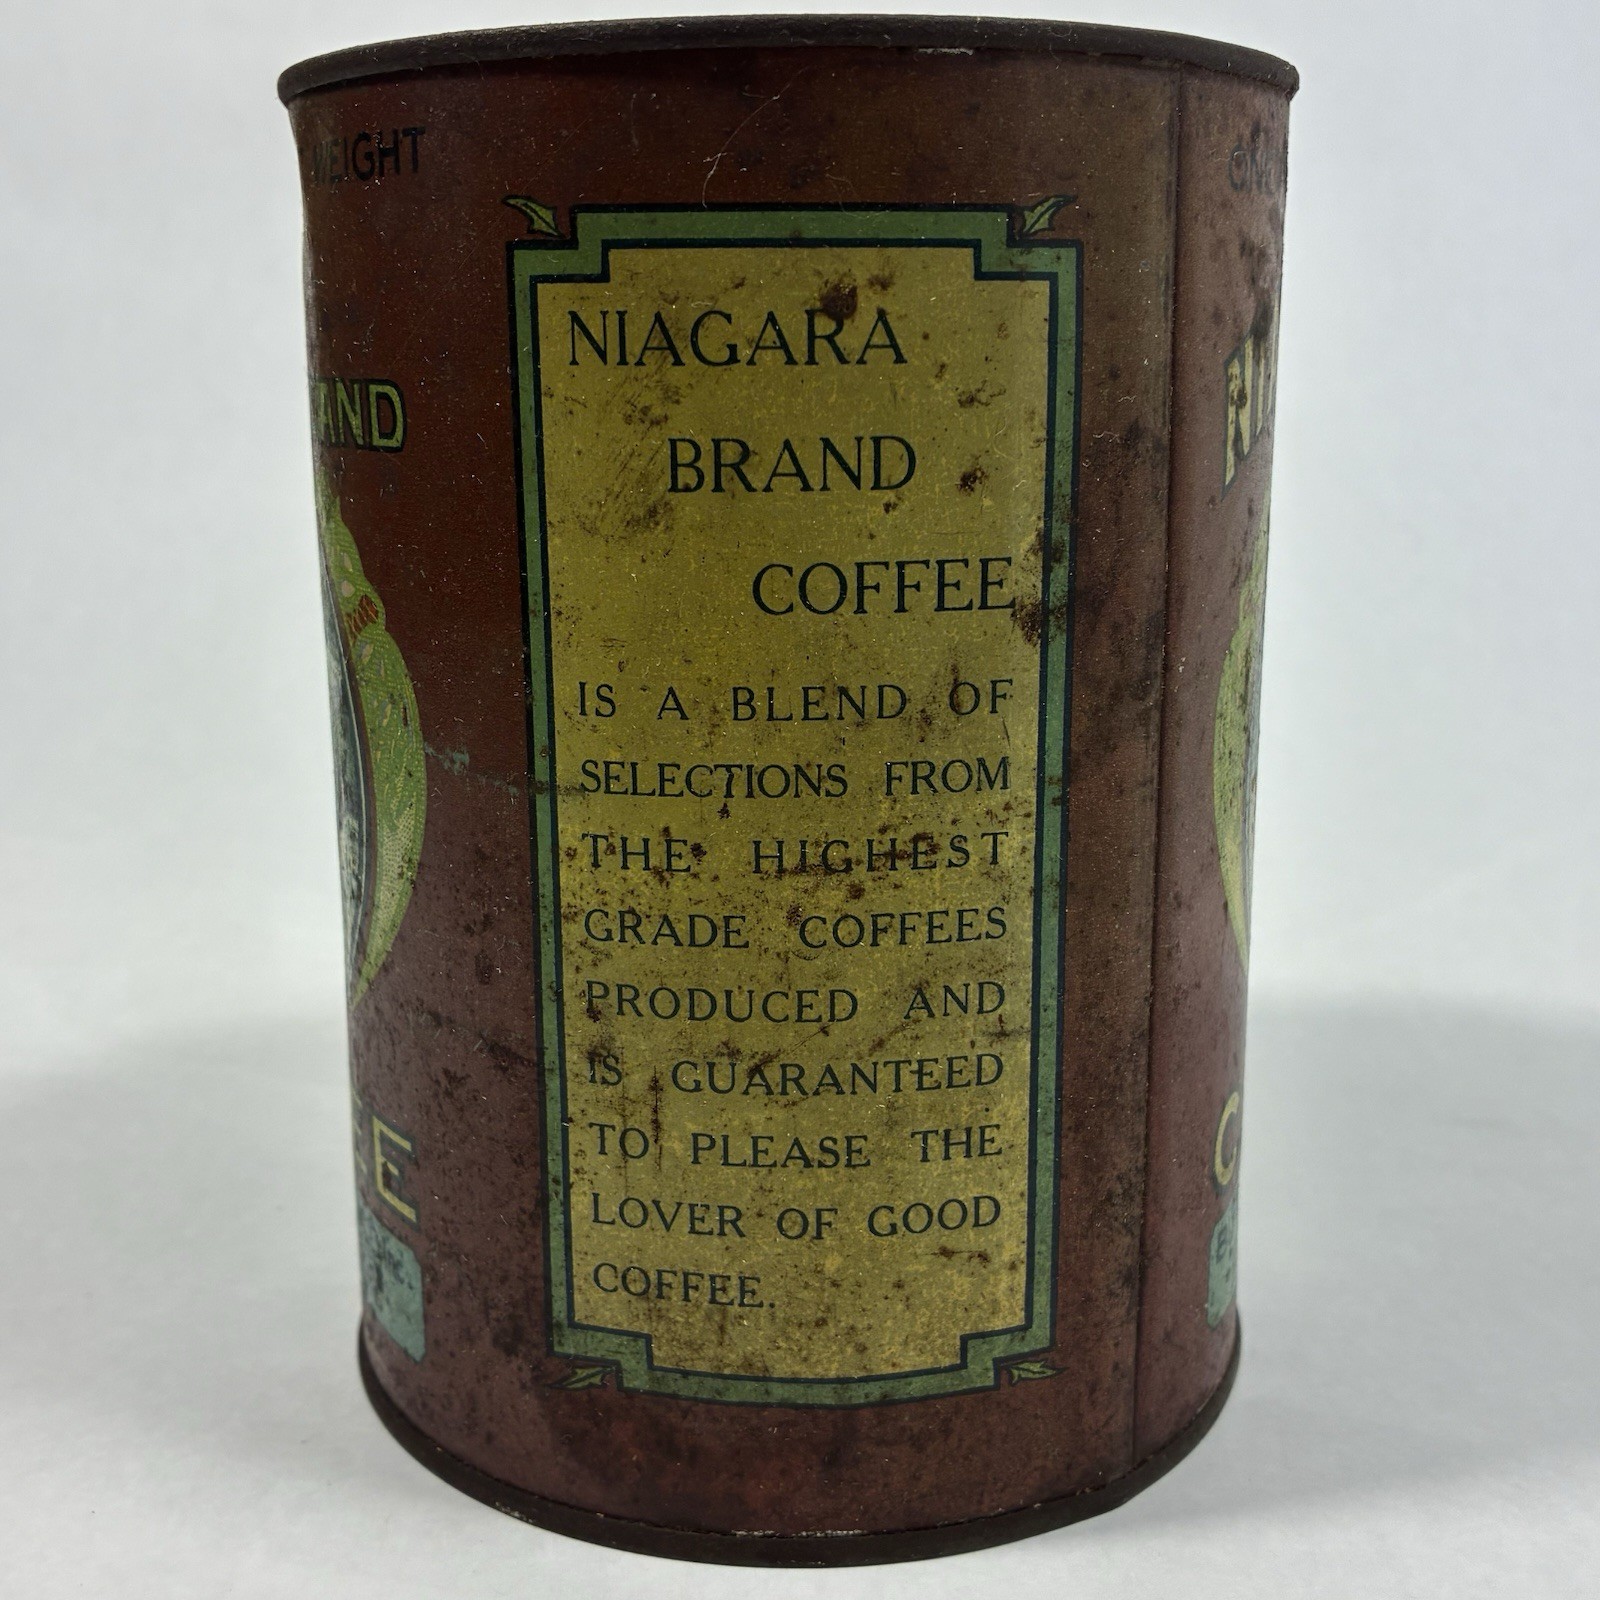 WEIGHT
NIAGARA
BRAND
COFFEE
IS A BLEND OF
SELECTIONS FROM
THE HIGHEST
GRADE COFFEES
PRODUCED AND
IS GUARANTEED
TO PLEASE THE
LOVER OF GOOD
COFFEE.